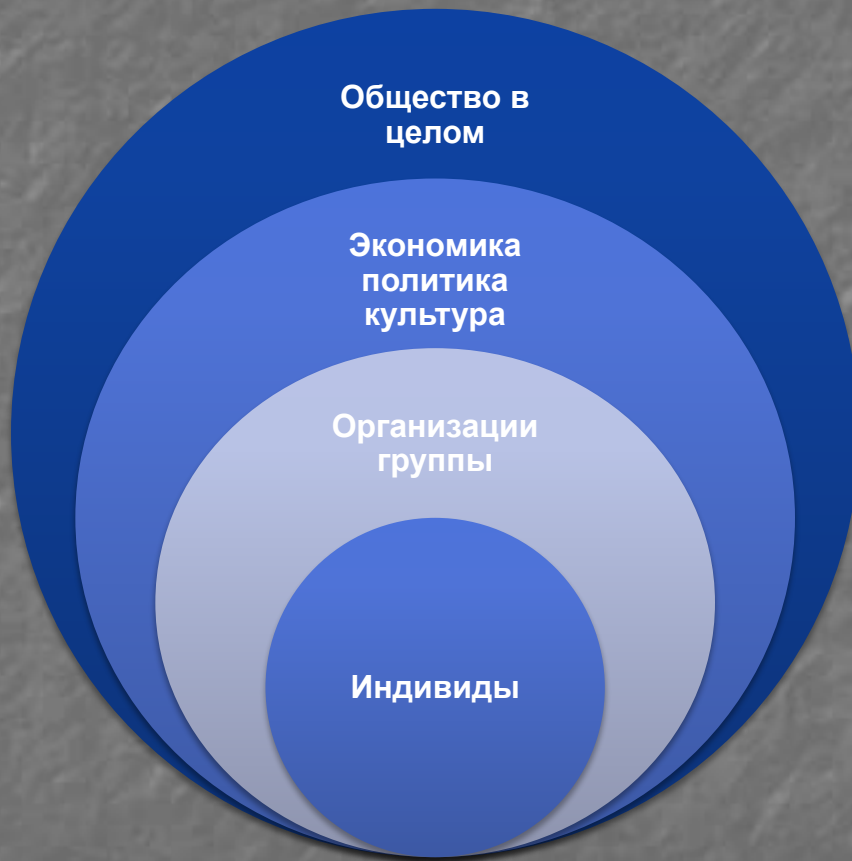 Общество в
целом
Экономика
политика
культура
Организации
группы
Индивиды